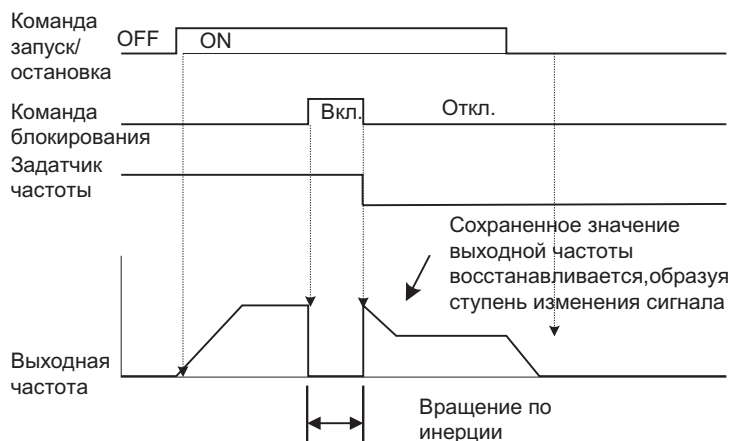 Команда
запуск/
остановка
OFF
ON
Команда
блокирования
Вкл.
Откл.
Задатчик
частоты
Сохраненное значение
выходной частоты
восстанавливается,образуя
ступень изменения сигнала
Выходная
частота
Вращение по
инерции